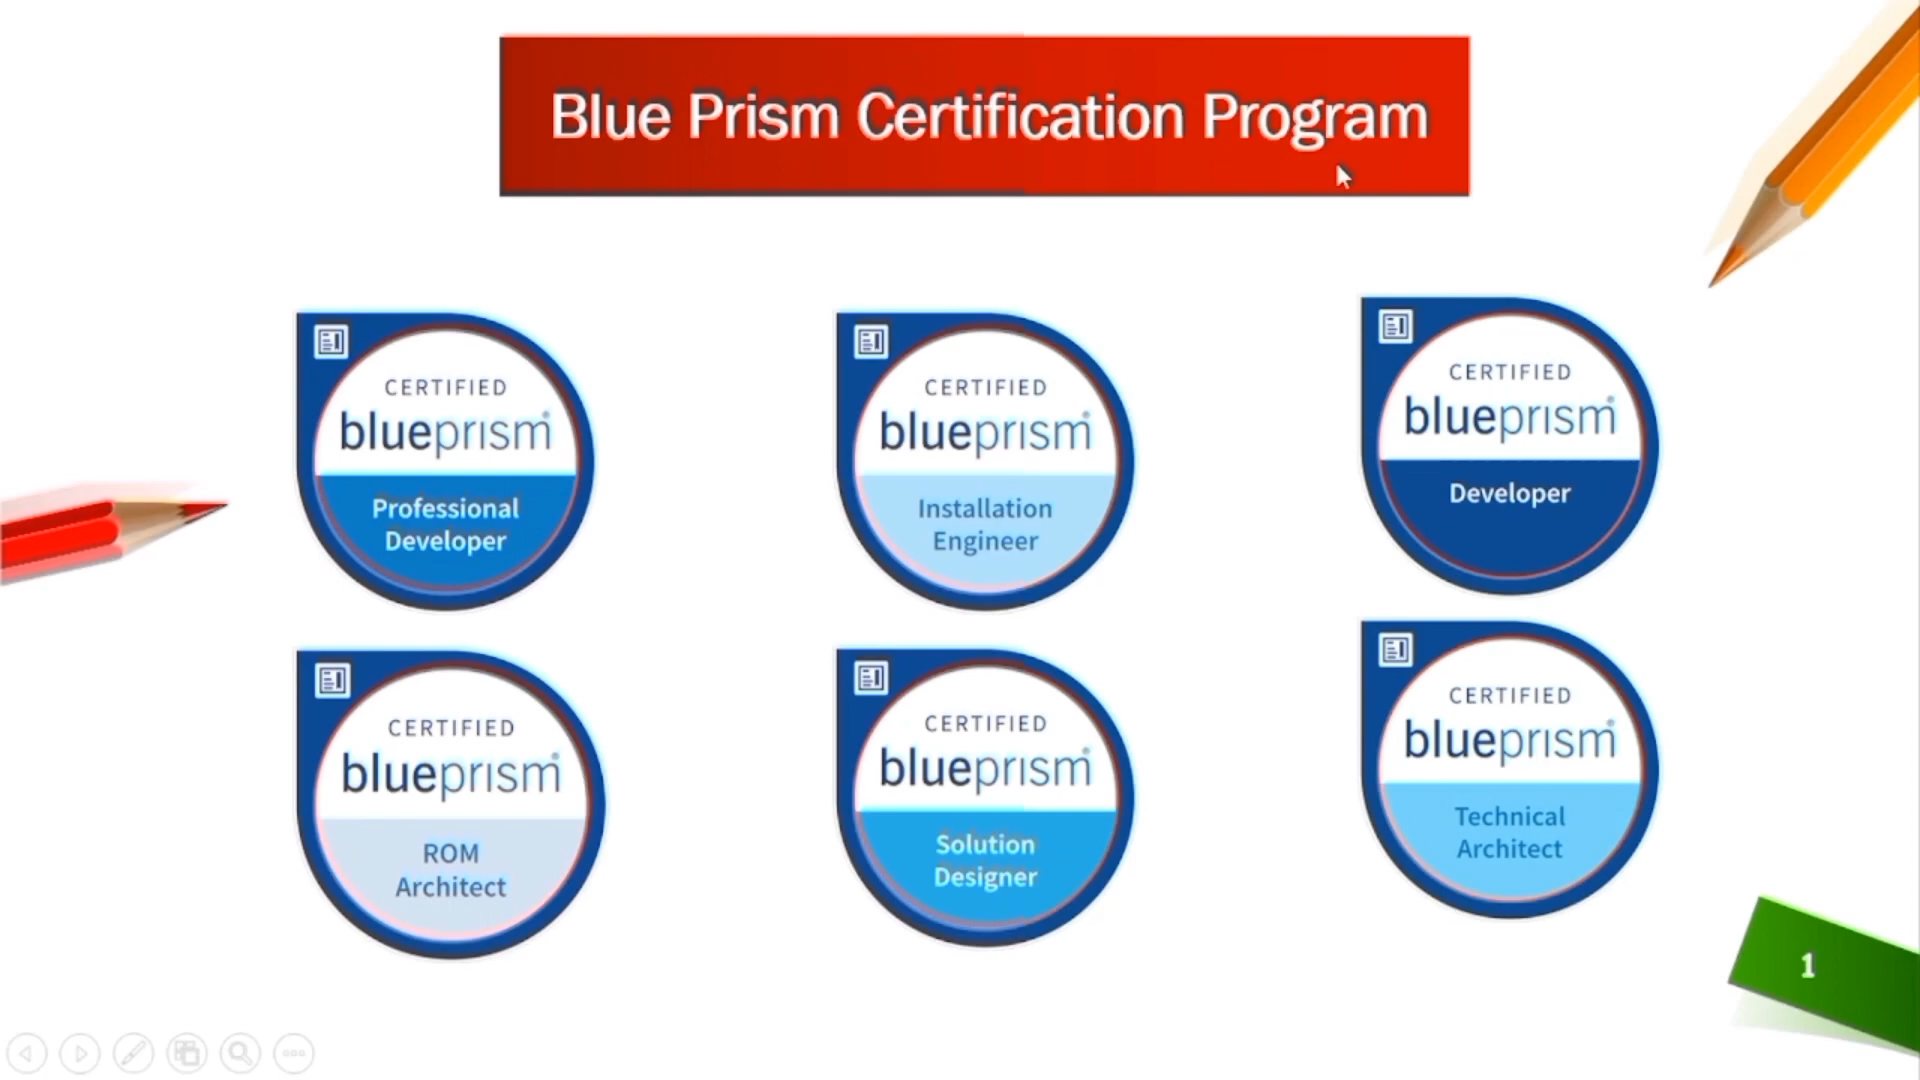 Blue Prism Certification Program
CERTIFIED
blueprism
Professional
Developer
CERTIFIED
blueprism
Installation
Engineer
CERTIFIED
blueprism
Developer
CERTIFIED
blueprism
ROM
Architect
CERTIFIED
blueprism
Solution
Designer
CERTIFIED
blueprism
Technical
Architect
1